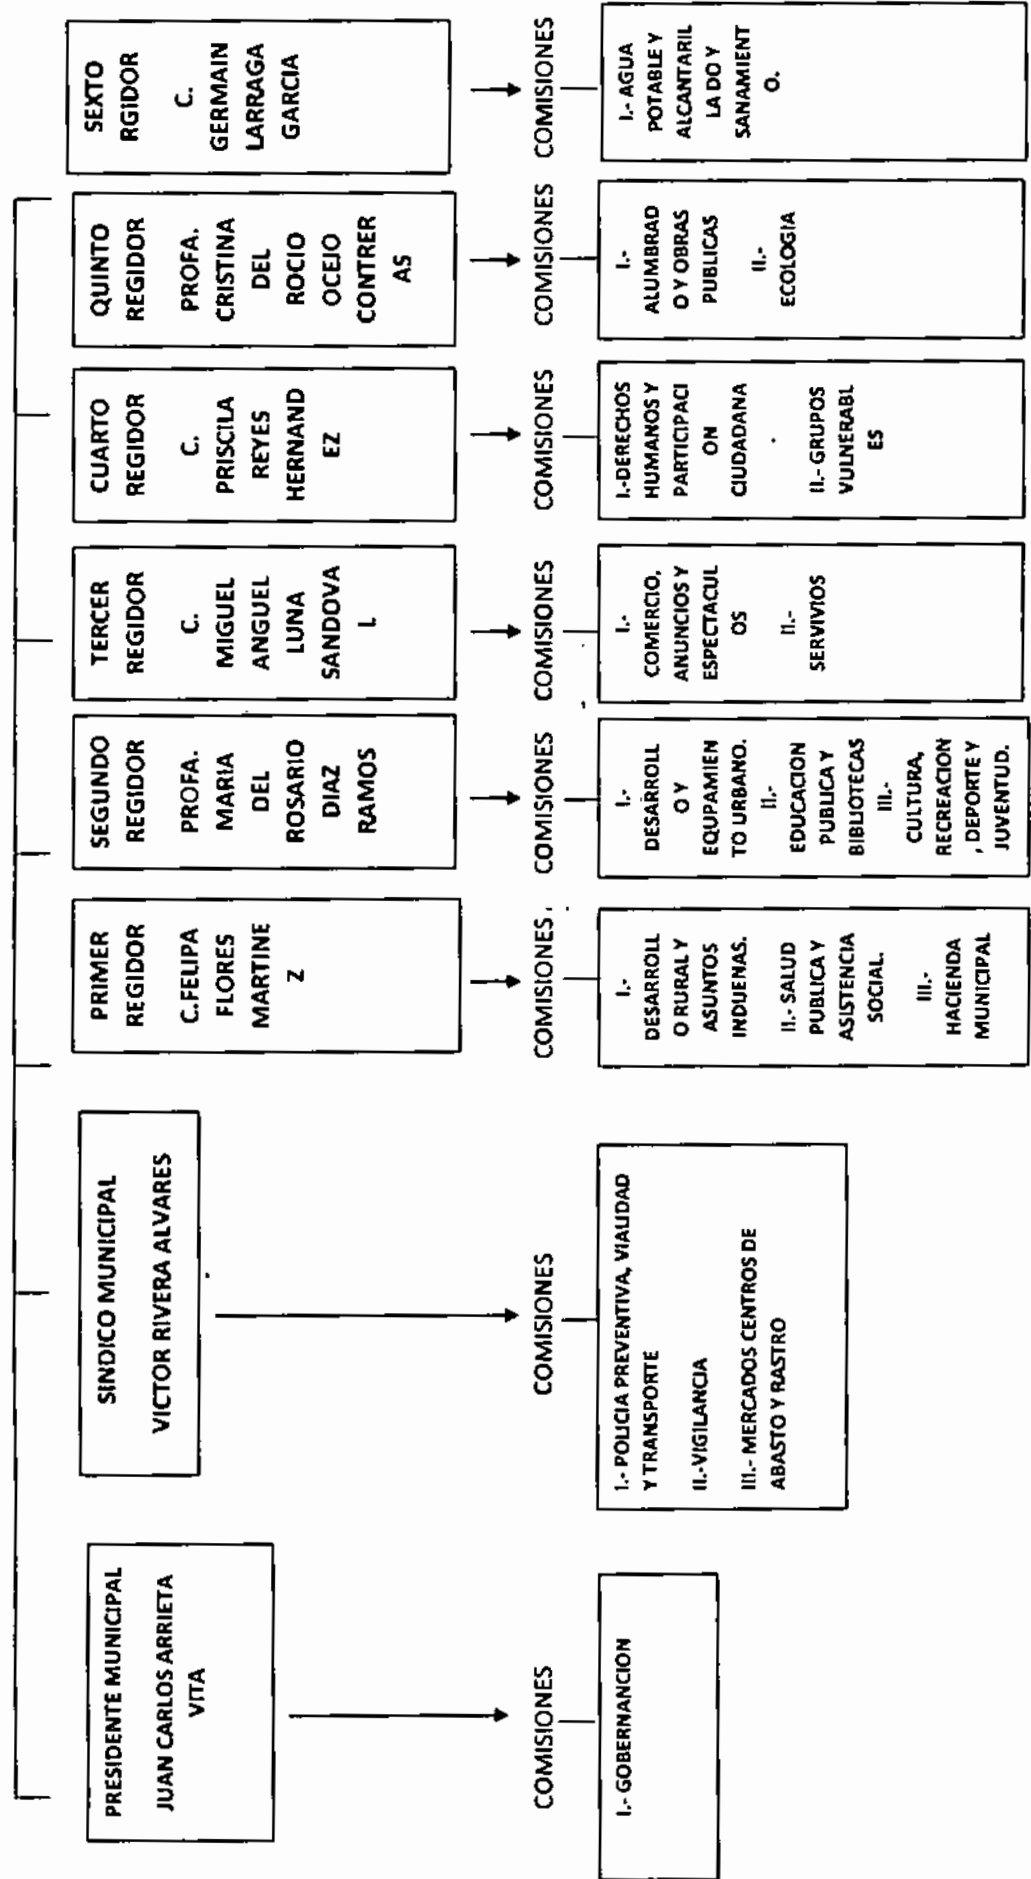 PRESIDENTE MUNICIPAL
JUAN CARLOS ARRIETA
VITA
COMISIONES
I.- GOBERNANCION
SINDICO MUNICIPAL
VICTOR RIVERA ALVARES
COMISIONES
I.- POLICIA PREVENTIVA, VIALIDAD
Y TRANSPORTE
II.-VIGILANCIA
III.- MERCADOS CENTROS DE
ABASTO Y RASTRO
PRIMER
REGIDOR
C.FELIPA
FLORES
MARTINE
Z
COMISIONES
I.-
DESARROLL
O RURAL Y
ASUNTOS
INDUENAS.
II.- SALUD
PUBLICA Y
ASISTENCIA
SOCIAL.
III.-
HACIENDA
MUNICIPAL
SEGUNDO
REGIDOR
PROFA.
MARIA
DEL
ROSARIO
DIAZ
RAMOS
COMISIONES
I.-
DESARROLL
O Y
EQUPAMIEN
TO URBANO.
II.-
EDUCACION
PUBLICA Y
BIBLIOTECAS
III.-
CULTURA,
RECREACION
, DEPORTE Y
JUVENTUD.
TERCER
REGIDOR
C.
MIGUEL
ANGUEL
LUNA
SANDOVA
L
COMISIONES
I.-
COMERCIO,
ANUNCIOS Y
ESPECTACUL
OS
II.-
SERVIVIOS
CUARTO
REGIDOR
C.
PRISCILA
REYES
HERNAND
EZ
COMISIONES
I.-DERECHOS
HUMANOS Y
PARTICIPACI
ON
CIUDADANA
.
II.- GRUPOS
VULNERABL
ES
QUINTO
REGIDOR
PROFA.
CRISTINA
DEL
ROCIO
OCEJO
CONTRER
AS
COMISIONES
I.-
ALUMBRAD
O Y OBRAS
PUBLICAS
II.-
ECOLOGIA
SEXTO
RGIDOR
C.
GERMAIN
LARRAGA
GARCIA
COMISIONES
I.- AGUA
POTABLE Y
ALCANTARIL
LA DO Y
SANAMIENT
O.